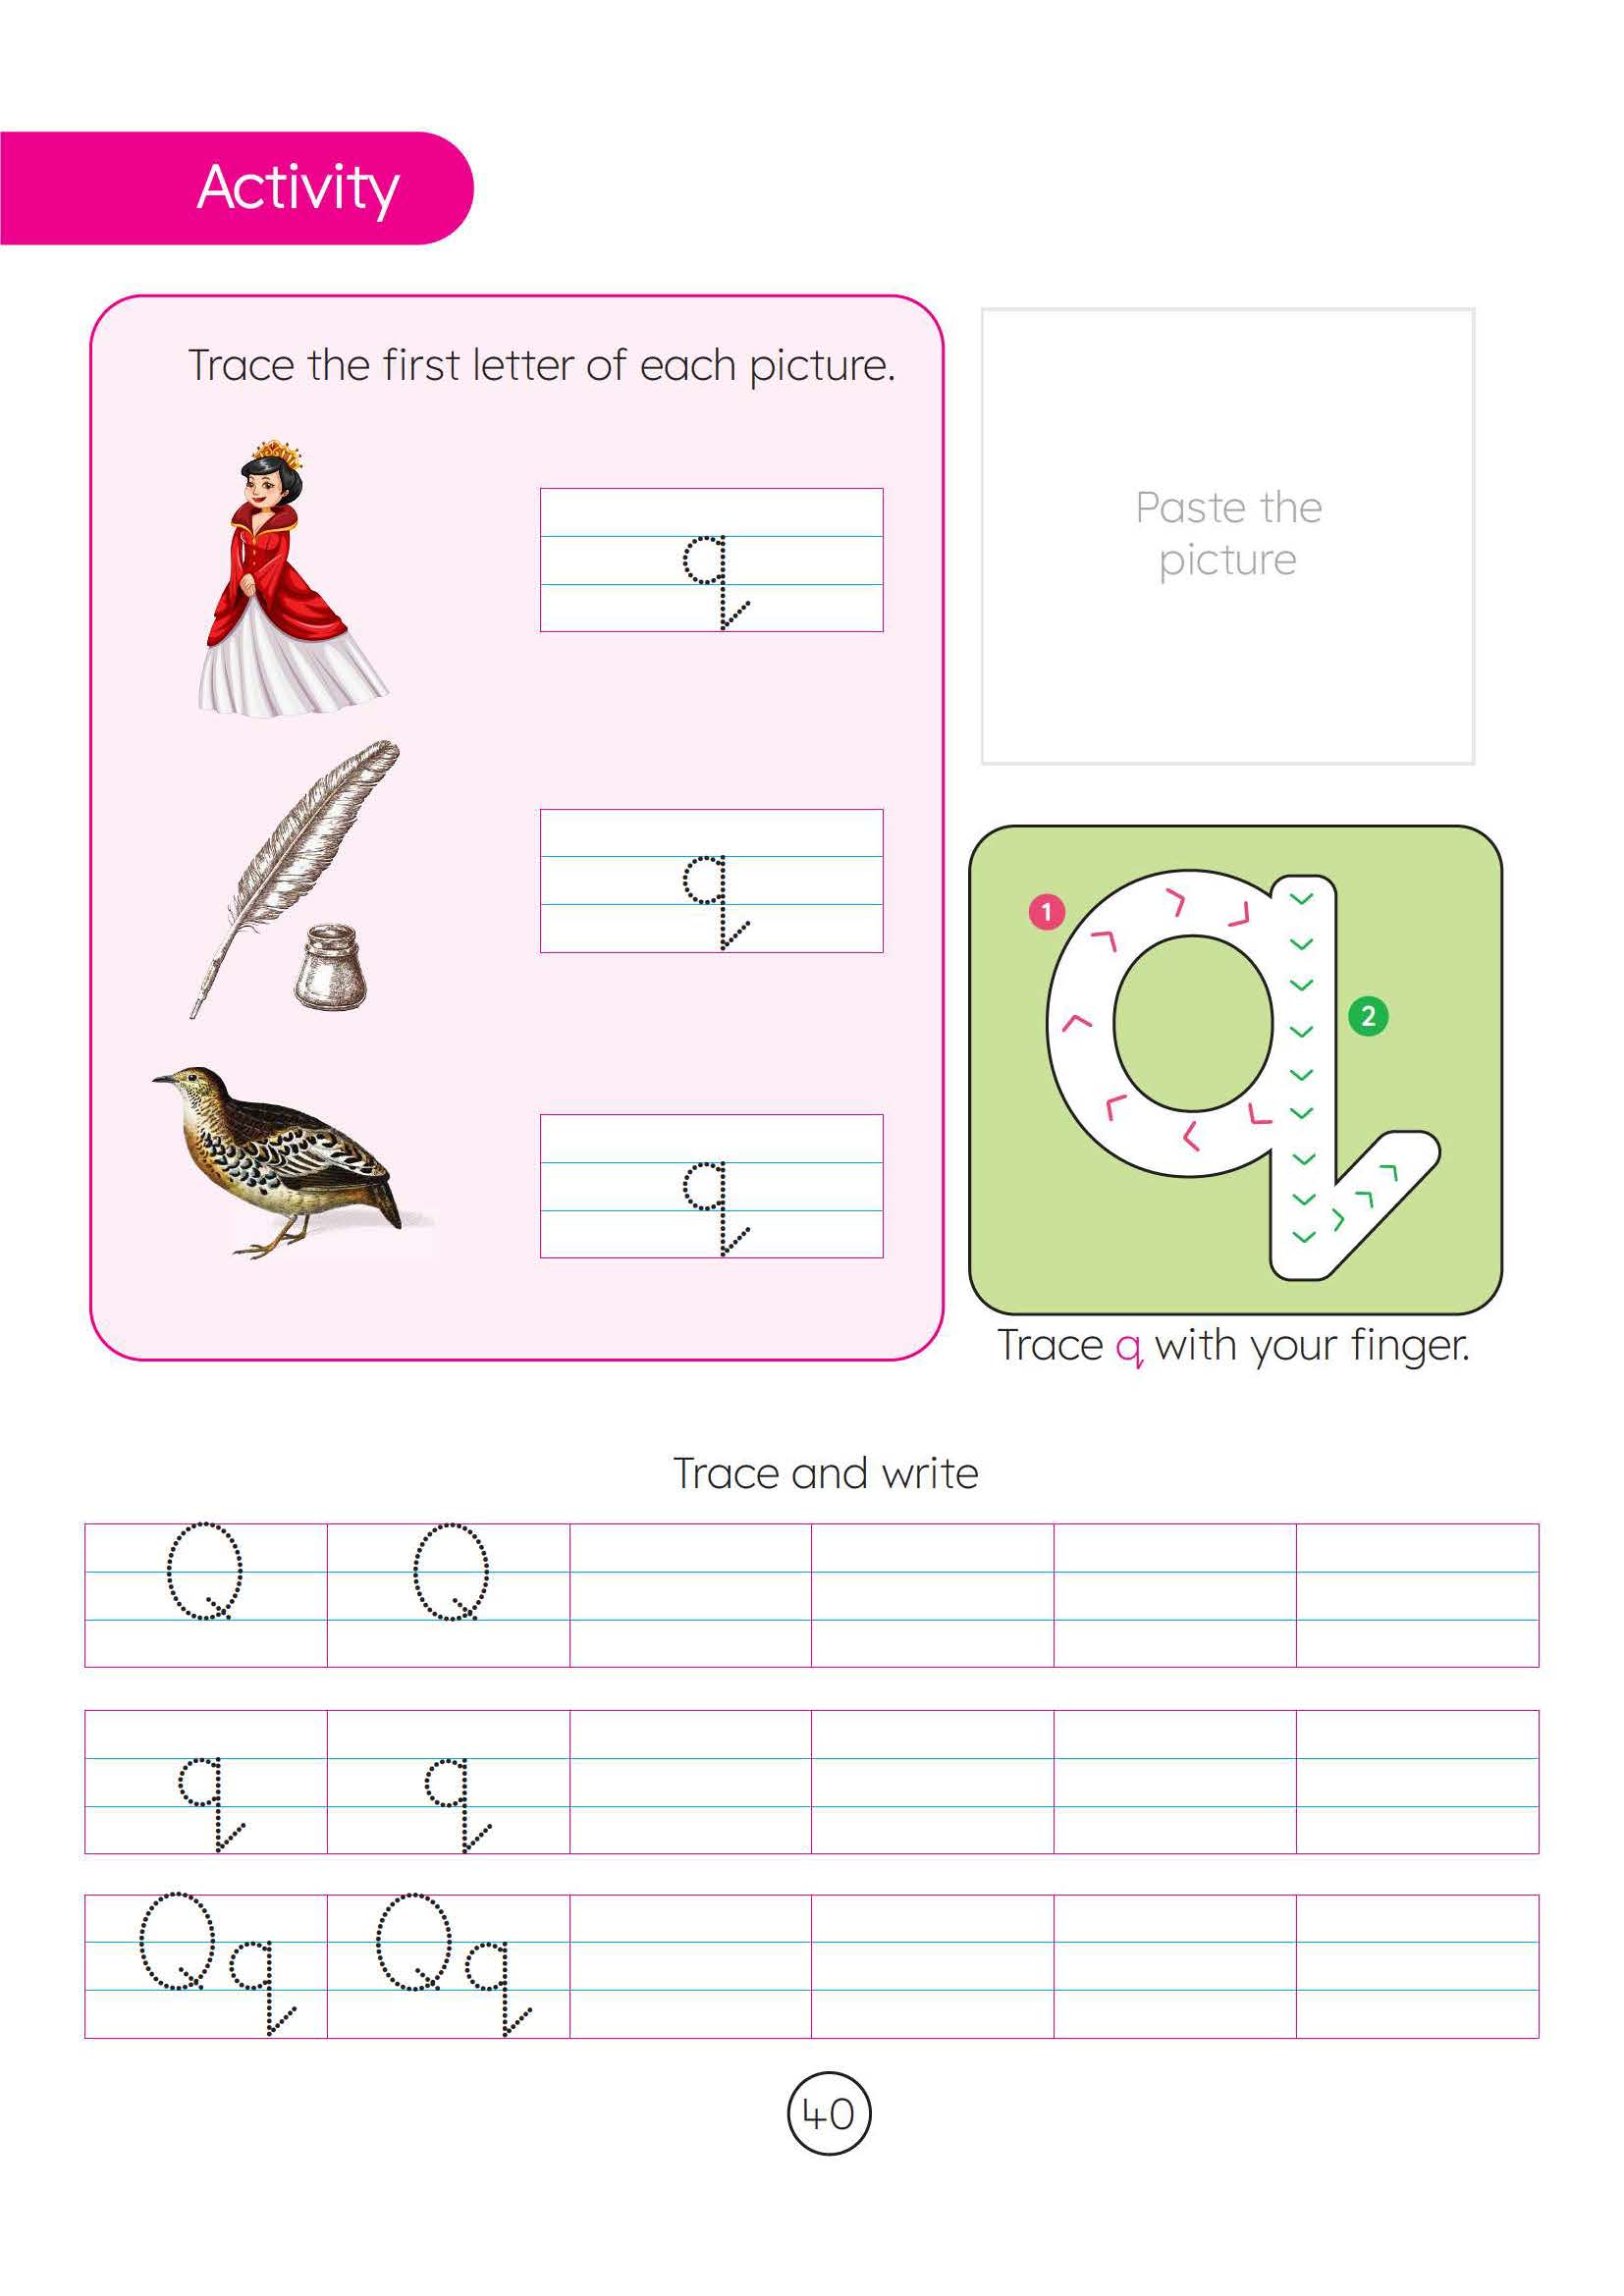 Activity
Trace the first letter of each picture.
q
q
q
Paste the
picture
1
2
q
Trace q with your finger.
Trace and write
Q Q
q q
Qq Qq
40